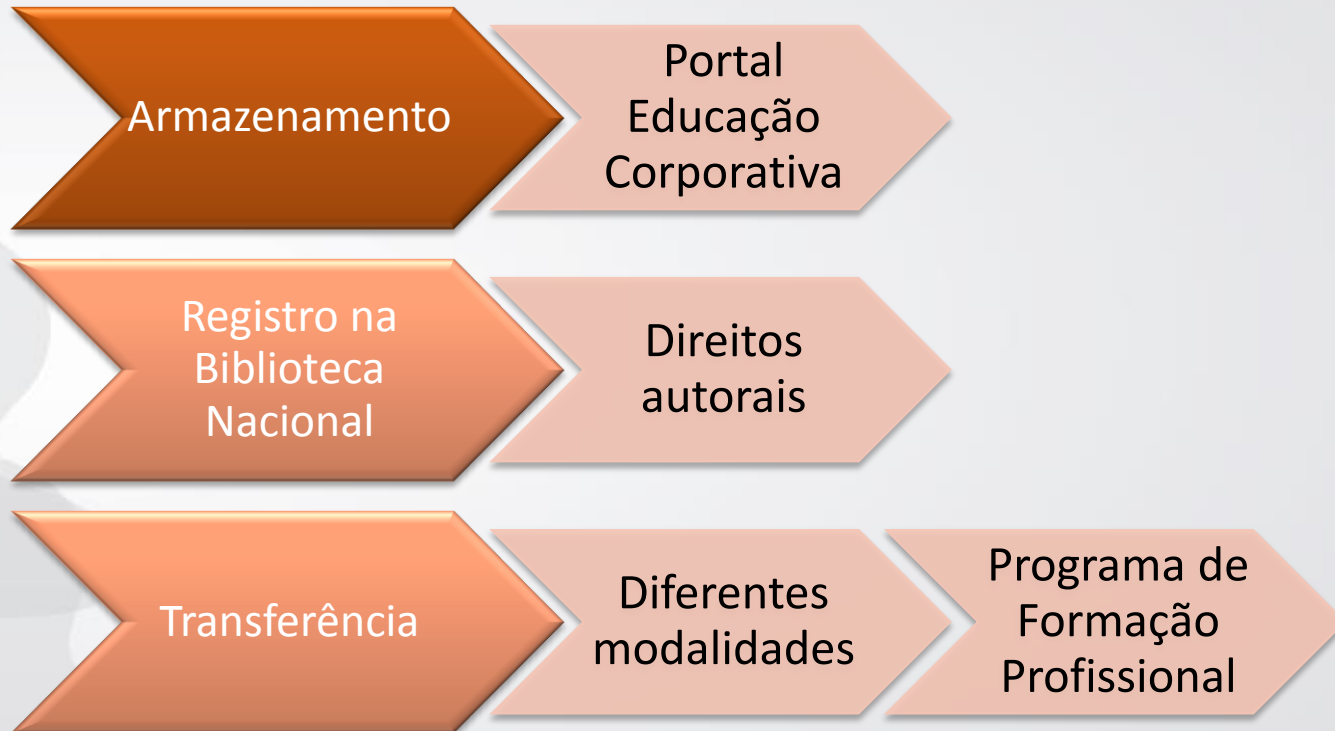 Armazenamento
Portal
Educação
Corporativa
Registro na
Biblioteca
Nacional
Direitos
autorais
Transferência
Diferentes
modalidades
Programa de
Formação
Profissional